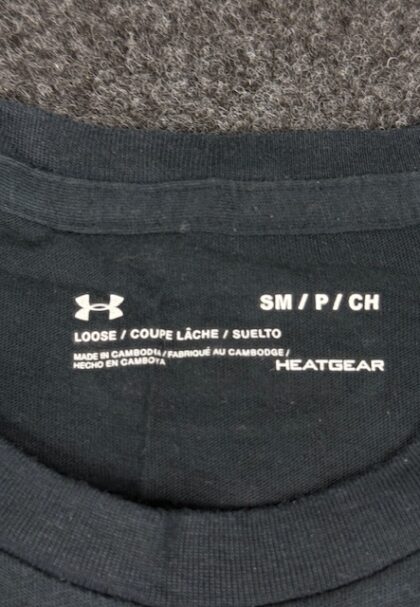 SM / P / CH
LOOSE / COUPE LÂCHE / SUELTO
MADE IN CAMBODIA / FABRIQUÉ AU CAMBODGE /
HECHO EN CAMBOYA
HEATGEAR